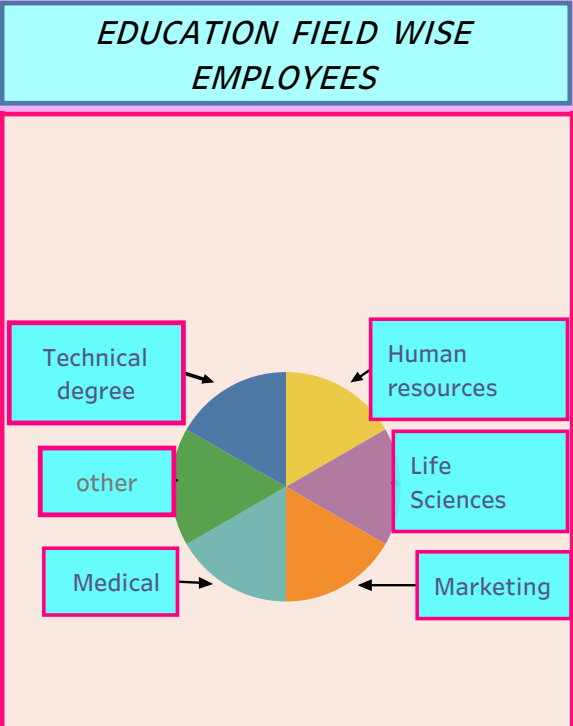 EDUCATION FIELD WISE
EMPLOYEES
Technical
degree
Human
resources
other
Life
Sciences
Medical
Marketing